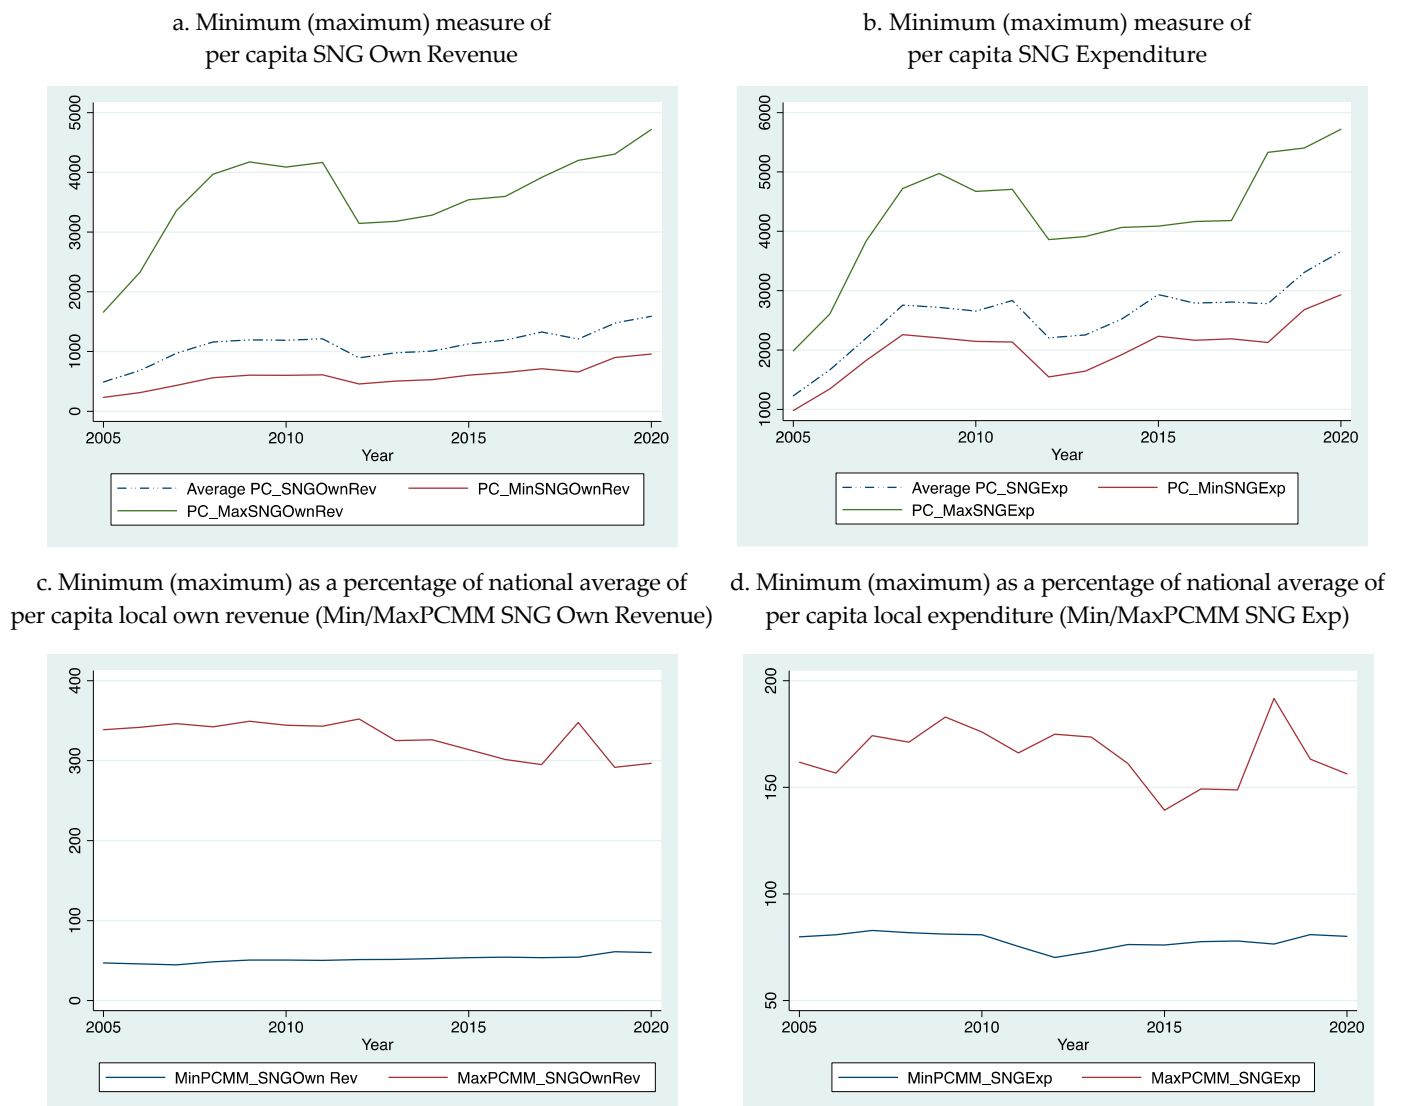 a. Minimum (maximum) measure of
per capita SNG Own Revenue
b. Minimum (maximum) measure of
per capita SNG Expenditure
5000
4000
3000
2000
1000
0
2005
2010
2015
2020
Year
Average PC_SNGOwnRev
PC_MinSNGOwnRev
PC_MaxSNGOwnRev
6000
5000
4000
3000
2000
1000
2005
2010
2015
2020
Year
Average PC_SNGExp
PC_MinSNGExp
PC_MaxSNGExp
c. Minimum (maximum) as a percentage of national average of
per capita local own revenue (Min/MaxPCMM SNG Own Revenue)
d. Minimum (maximum) as a percentage of national average of
per capita local expenditure (Min/MaxPCMM SNG Exp)
400
300
200
100
0
2005
2010
2015
2020
Year
MinPCMM_SNGOwn Rev
MaxPCMM_SNGOwnRev
200
150
100
50
2005
2010
2015
2020
Year
MinPCMM_SNGExp
MaxPCMM_SNGExp